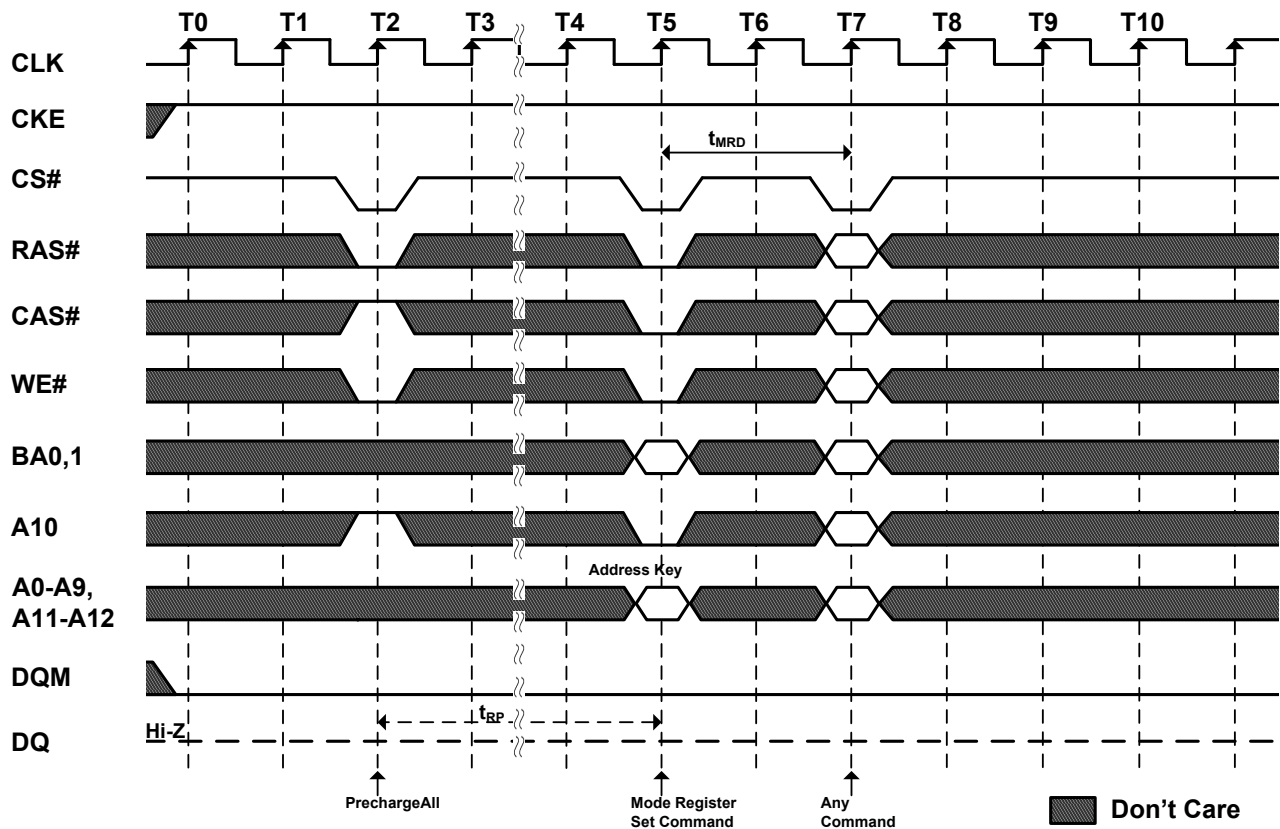 T0 T1 T2 T3 T4 T5 T6 T7 T8 T9 T10
CLK
CKE
tMRD
CS#
RAS#
CAS#
WE#
BA0,1
A10
Address Key
A0-A9,
A11-A12
DQM
tRP
Hi-Z
DQ
PrechargeAll
Mode Register
Set Command
Any
Command
Don't Care